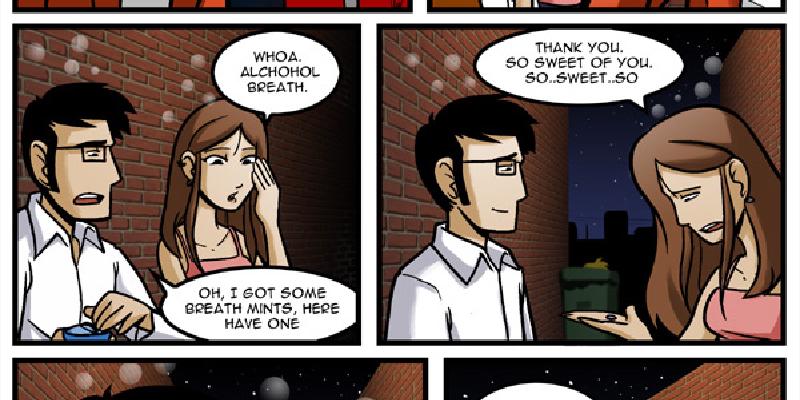 WHOA.
ALCHOHOL
BREATH.
OH, I GOT SOME
BREATH MINTS, HERE
HAVE ONE
THANK YOU.
SO SWEET OF YOU.
SO..SWEET..SO